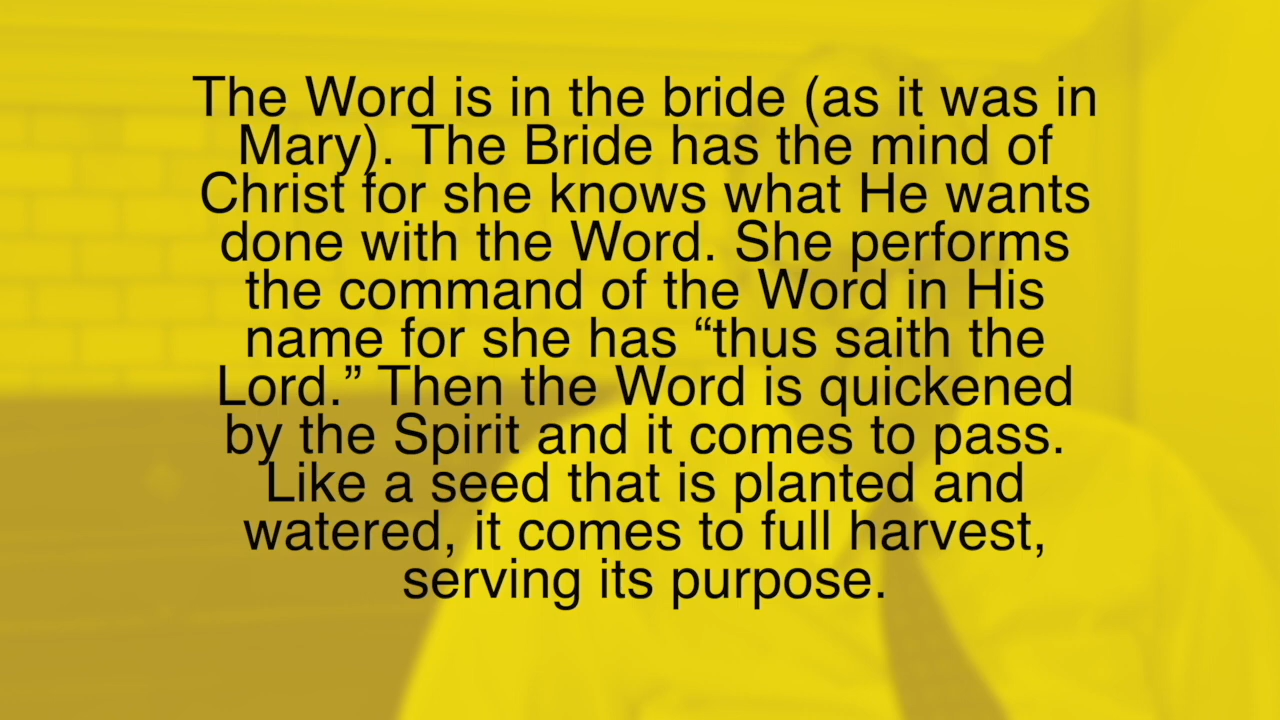 The Word is in the bride (as it was in
Mary). The Bride has the mind of
Christ for she knows what He wants
done with the Word. She performs
the command of the Word in His
name for she has “thus saith the
Lord.” Then the Word is quickened
by the Spirit and it comes to pass.
Like a seed that is planted and
watered, it comes to full harvest,
serving its purpose.